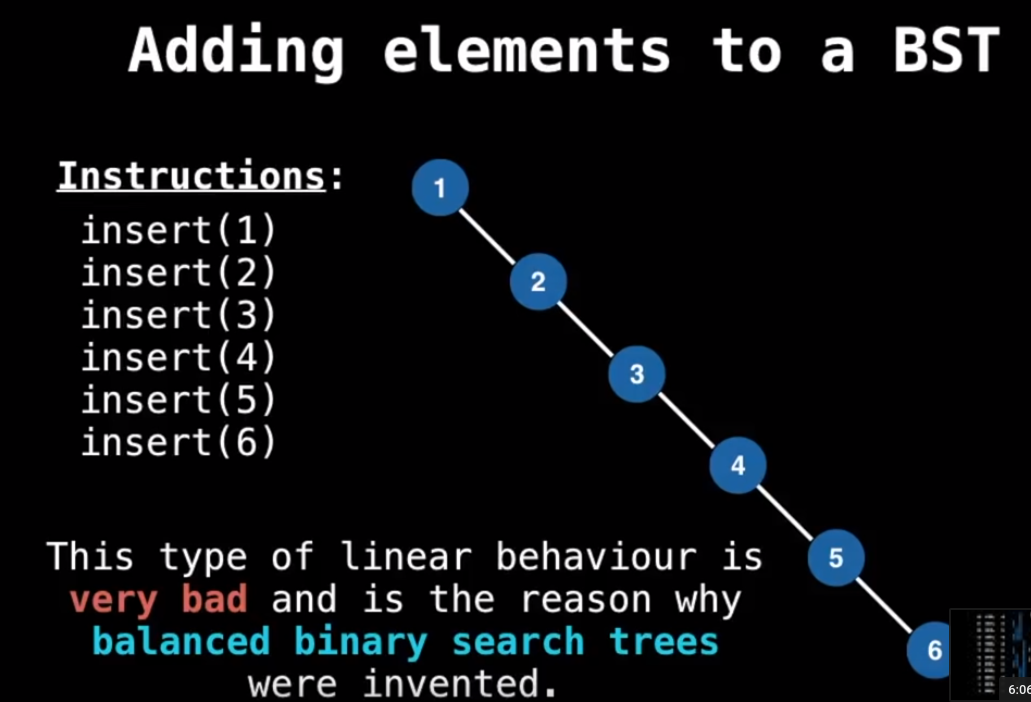 Adding elements to a BST
Instructions:
insert(1)
insert(2)
insert(3)
insert(4)
insert(5)
insert(6)
1
2
3
4
5
6
This type of linear behaviour is
very bad and is the reason why
balanced binary search trees
were invented.
6:06